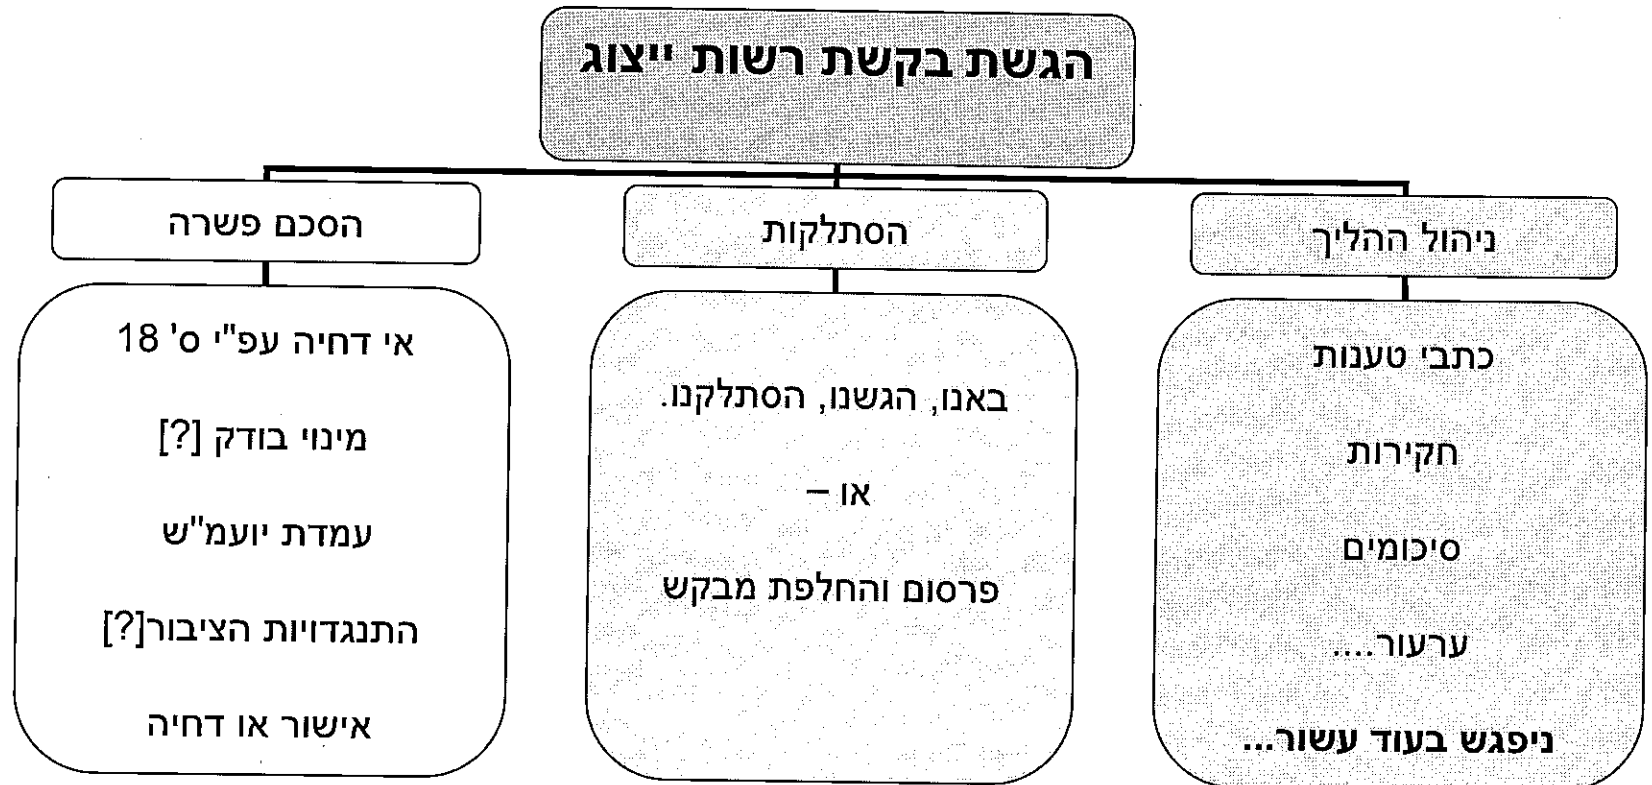 הגשת בקשת רשות ייצוג
ניהול ההליך
כתבי טענות
חקירות
סיכומים
ערעור....
ניפגש בעוד עשור...
הסתלקות
באנו, הגשנו, הסתלקנו.
או –
פרסום והחלפת מבקש
הסכם פשרה
אי דחיה עפ"י ס' 18
מינוי בודק [?]
עמדת יועמ"ש
התנגדויות הציבור[?]
אישור או דחיה